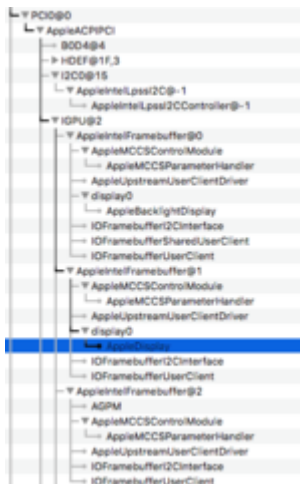 PCI0@0
AppleACPIPCI
B0D4@4
HDEF@1F,3
I2C0@15
AppleIntelLpssI2C@-1
AppleIntelLpssI2CController@-1
IGPU@2
AppleIntelFramebuffer@0
AppleMCCSControlModule
AppleMCCSParameterHandler
AppleUpstreamUserClientDriver
display0
AppleBacklightDisplay
IOFramebufferI2CInterface
IOFramebufferSharedUserClient
IOFramebufferUserClient
AppleIntelFramebuffer@1
AppleMCCSControlModule
AppleMCCSParameterHandler
AppleUpstreamUserClientDriver
display0
AppleDisplay
IOFramebufferI2CInterface
IOFramebufferUserClient
AppleIntelFramebuffer@2
AGPM
AppleMCCSControlModule
AppleMCCSParameterHandler
AppleUpstreamUserClientDriver
IOFramebufferI2CInterface
IOFramebufferUserClient